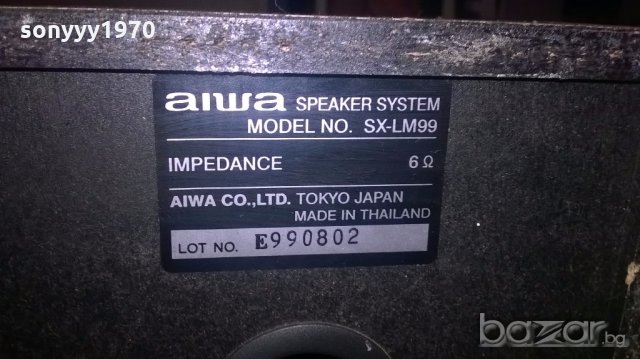 sonyyy1970
aiwa SPEAKER SYSTEM
MODEL NO. SX-LM99
IMPEDANCE 6 Ω
AIWA CO.,LTD. TOKYO JAPAN
MADE IN THAILAND
LOT NO. E990802
bazar.bg